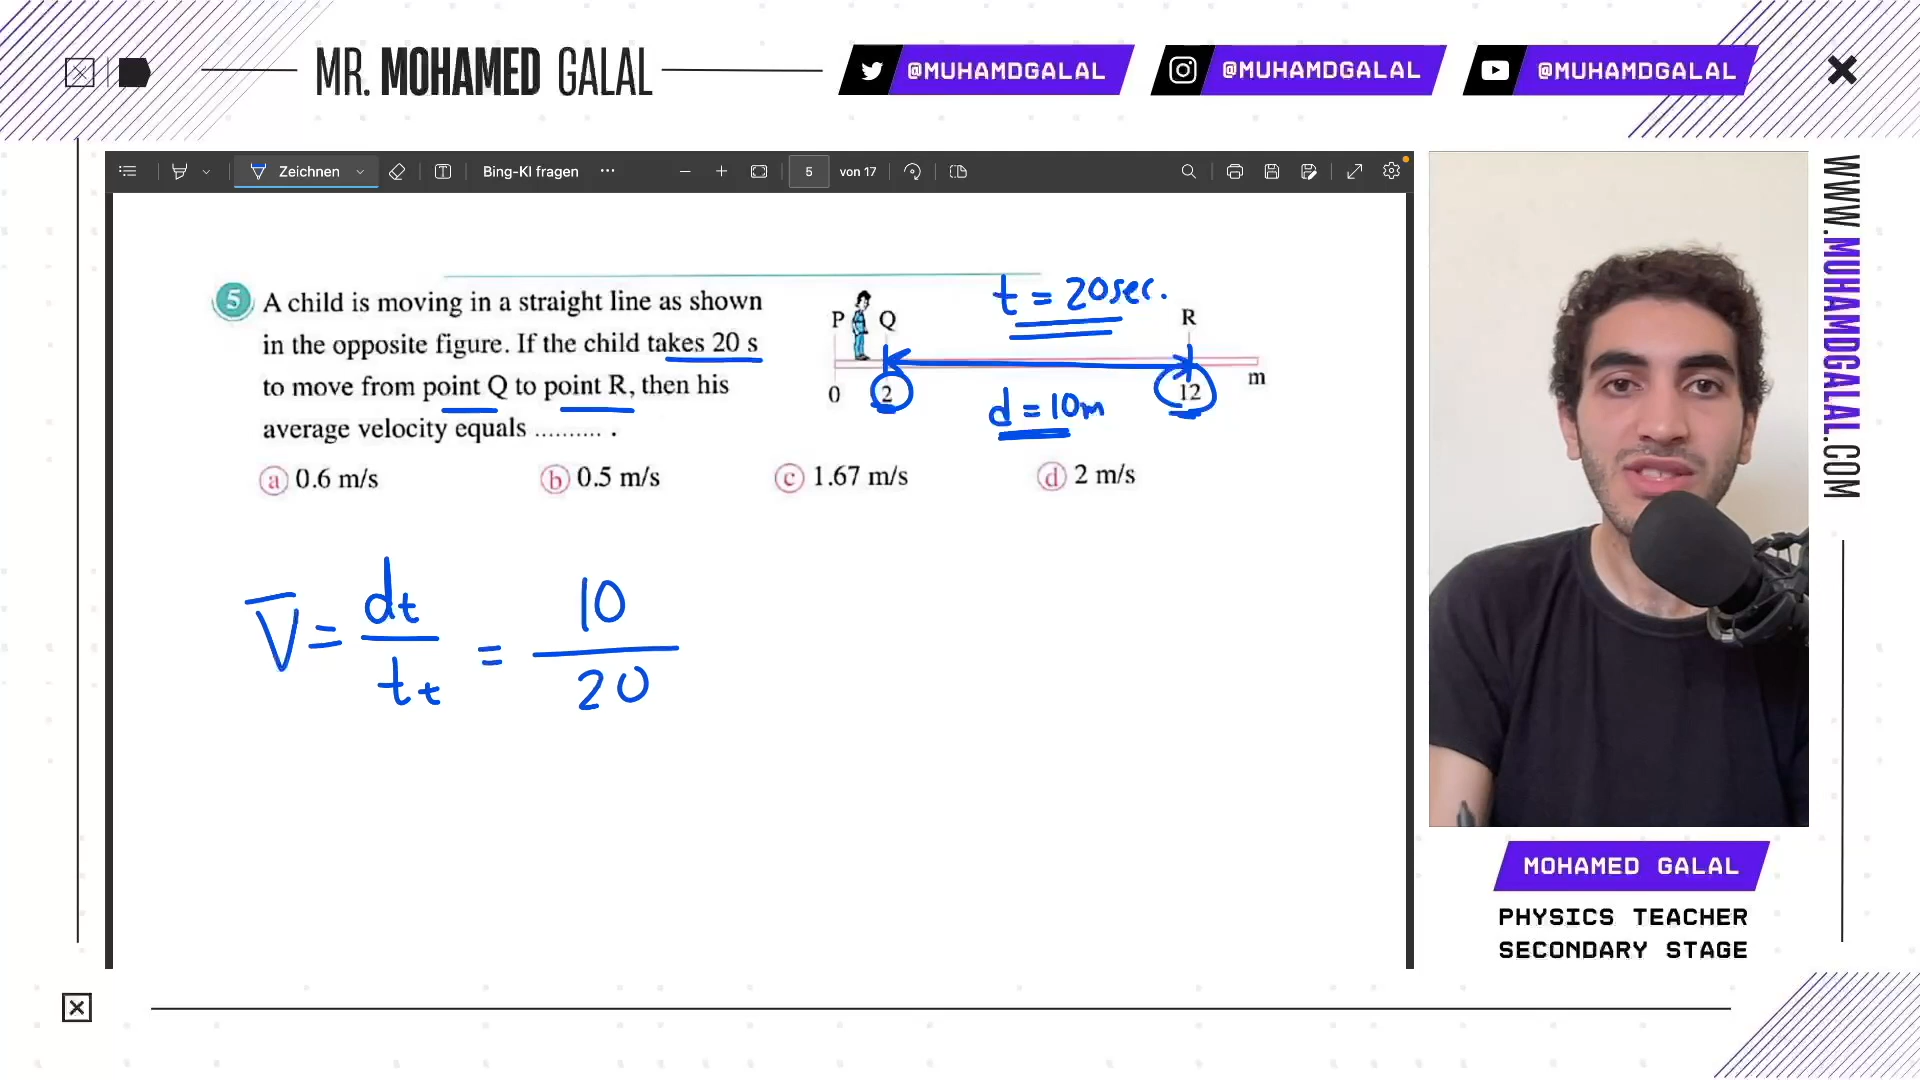 MR. MOHAMED GALAL
@MUHAMDGALAL
@MUHAMDGALAL
@MUHAMDGALAL
Zeichnen
Bing-KI fragen
5
von 17
WWW.MUHAMDGALAL.COM
5
A child is moving in a straight line as shown
in the opposite figure. If the child takes 20 s
to move from point Q to point R, then his
average velocity equals .......... .
P
Q
t = 20sec.
R
0
2
d = 10m
12
m
a 0.6 m/s
b 0.5 m/s
c 1.67 m/s
d 2 m/s
V̅ = dt / tt = 10 / 20
MOHAMED GALAL
PHYSICS TEACHER
SECONDARY STAGE